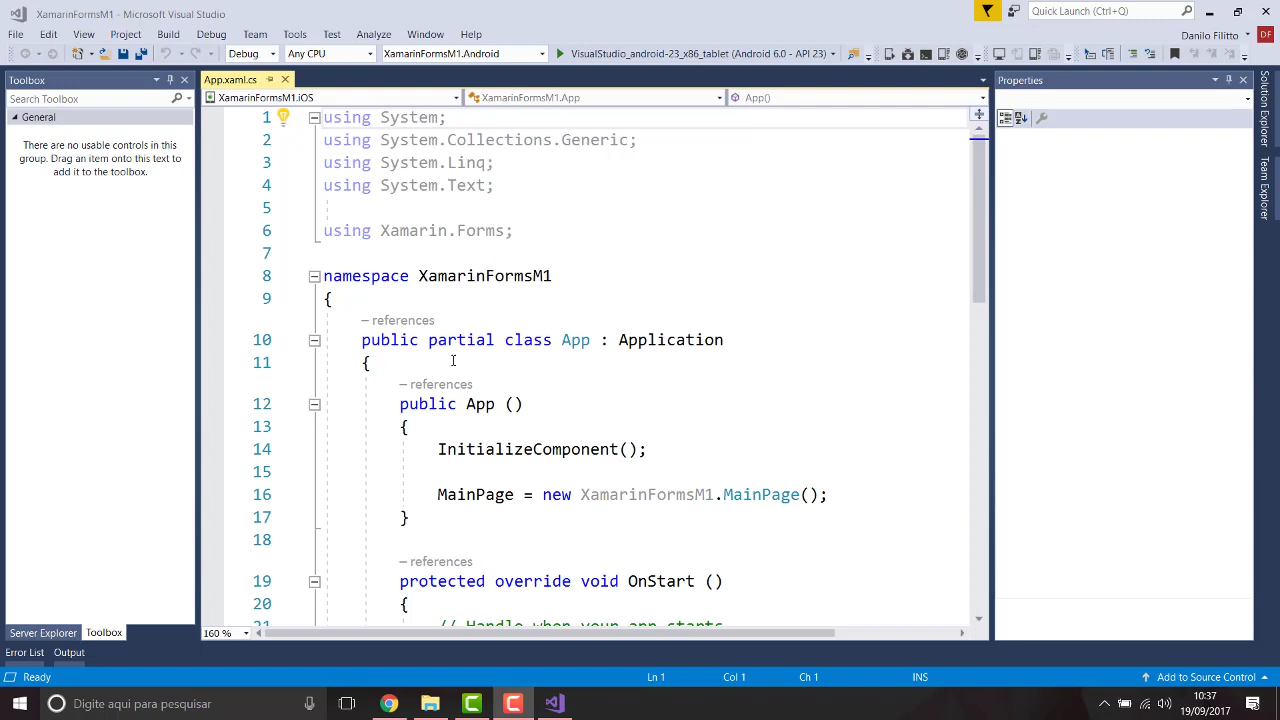 XamarinFormsM1 - Microsoft Visual Studio
Quick Launch (Ctrl+Q)
File Edit View Project Build Debug Team Tools Test Analyze Window Help
Danilo Filitto DF
Debug Any CPU XamarinFormsM1.Android VisualStudio_android-23_xs_tablet (Android 6.0 - API 23)
Toolbox
App.xaml.cs
Properties
Search Toolbox
XamarinFormsM1.iOS
XamarinFormsM1.App
App()
General
There are no usable controls in this
group. Drag an item onto this text to
add it to the toolbox.
Solution Explorer
Team Explorer
1 using System;
2 using System.Collections.Generic;
3 using System.Linq;
4 using System.Text;
5
6 using Xamarin.Forms;
7
8 namespace XamarinFormsM1
9 {
– references
10 public partial class App : Application
11 {
– references
12 public App ()
13 {
14 InitializeComponent();
15
16 MainPage = new XamarinFormsM1.MainPage();
17 }
18
– references
19 protected override void OnStart ()
20 {
21 // Handle when your app starts
160 %
Server Explorer Toolbox
Error List Output
Ready Ln 1 Col 1 Ch 1 INS Add to Source Control
Digite aqui para pesquisar
10:37
19/09/2017